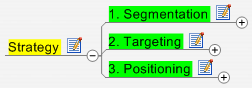 1. Segmentation
Strategy
2. Targeting
3. Positioning